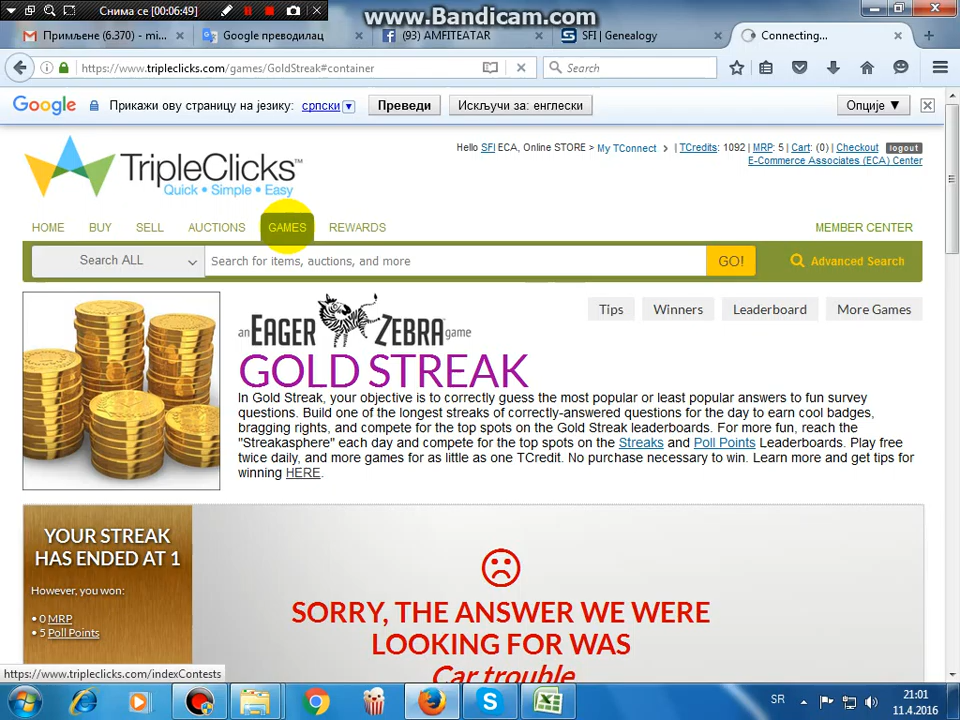 www.Bandicam.com
Снима се [00:06:49]
Примљене (6.370) - mi...
Google преводилац
(93) AMFITEATAR
SFI | Genealogy
Connecting...
https://www.tripleclicks.com/games/GoldStreak#container
Search
Google Прикажи ову страницу на језику: српски Преведи Искључи за: енглески Опције ▼
TripleClicks™
Quick • Simple • Easy
Hello SFI ECA, Online STORE > My TConnect > | TCredits: 1092 | MRP: 5 | Cart: (0) | Checkout logout
E-Commerce Associates (ECA) Center
HOME BUY SELL AUCTIONS GAMES REWARDS MEMBER CENTER
Search ALL Search for items, auctions, and more GO! Advanced Search
an EAGER ZEBRA game
Tips Winners Leaderboard More Games
GOLD STREAK
In Gold Streak, your objective is to correctly guess the most popular or least popular answers to fun survey
questions. Build one of the longest streaks of correctly-answered questions for the day to earn cool badges,
bragging rights, and compete for the top spots on the Gold Streak leaderboards. For more fun, reach the
"Streakasphere" each day and compete for the top spots on the Streaks and Poll Points Leaderboards. Play free
twice daily, and more games for as little as one TCredit. No purchase necessary to win. Learn more and get tips for
winning HERE.
YOUR STREAK
HAS ENDED AT 1
However, you won:
• 0 MRP
• 5 Poll Points
SORRY, THE ANSWER WE WERE
LOOKING FOR WAS
Car trouble
https://www.tripleclicks.com/indexContests
SR
21:01
11.4.2016